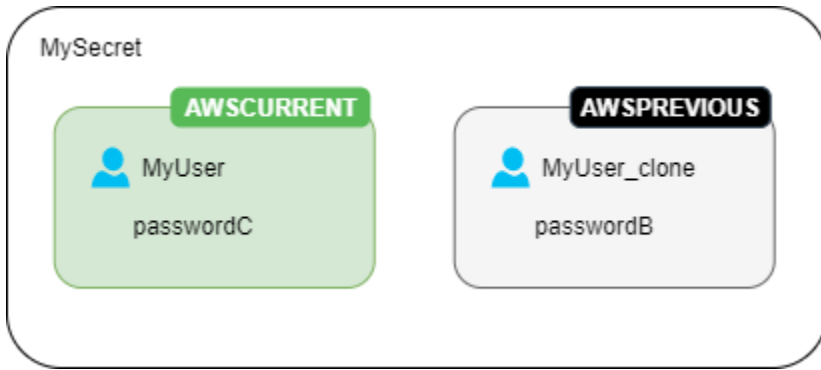 MySecret
AWSCURRENT
MyUser
passwordC
AWSPREVIOUS
MyUser_clone
passwordB